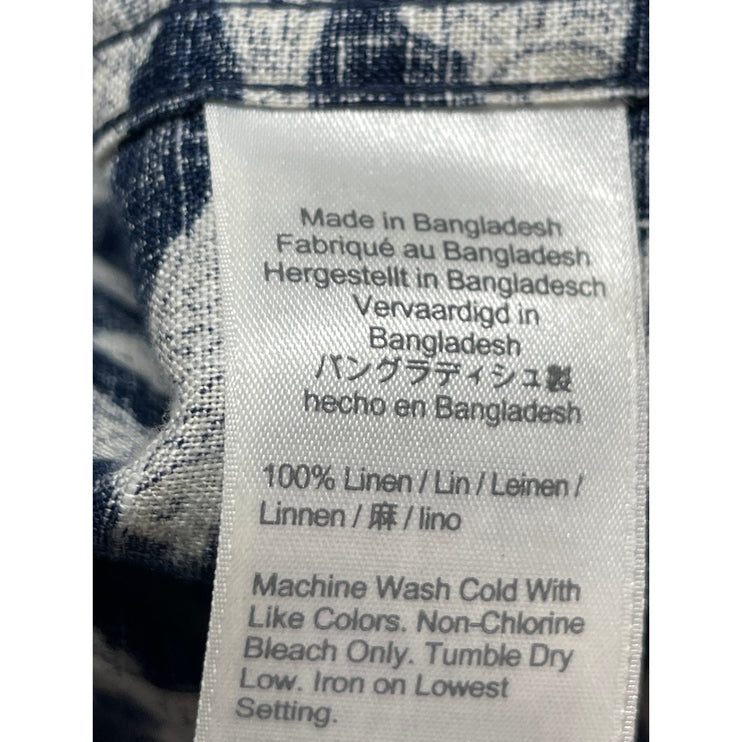 Made in Bangladesh
Fabriqué au Bangladesh
Hergestellt in Bangladesch
Vervaardigd in
Bangladesh
バングラディシュ製
hecho en Bangladesh
100% Linen / Lin / Leinen /
Linnen / 麻 / lino
Machine Wash Cold With
Like Colors. Non-Chlorine
Bleach Only. Tumble Dry
Low. Iron on Lowest
Setting.